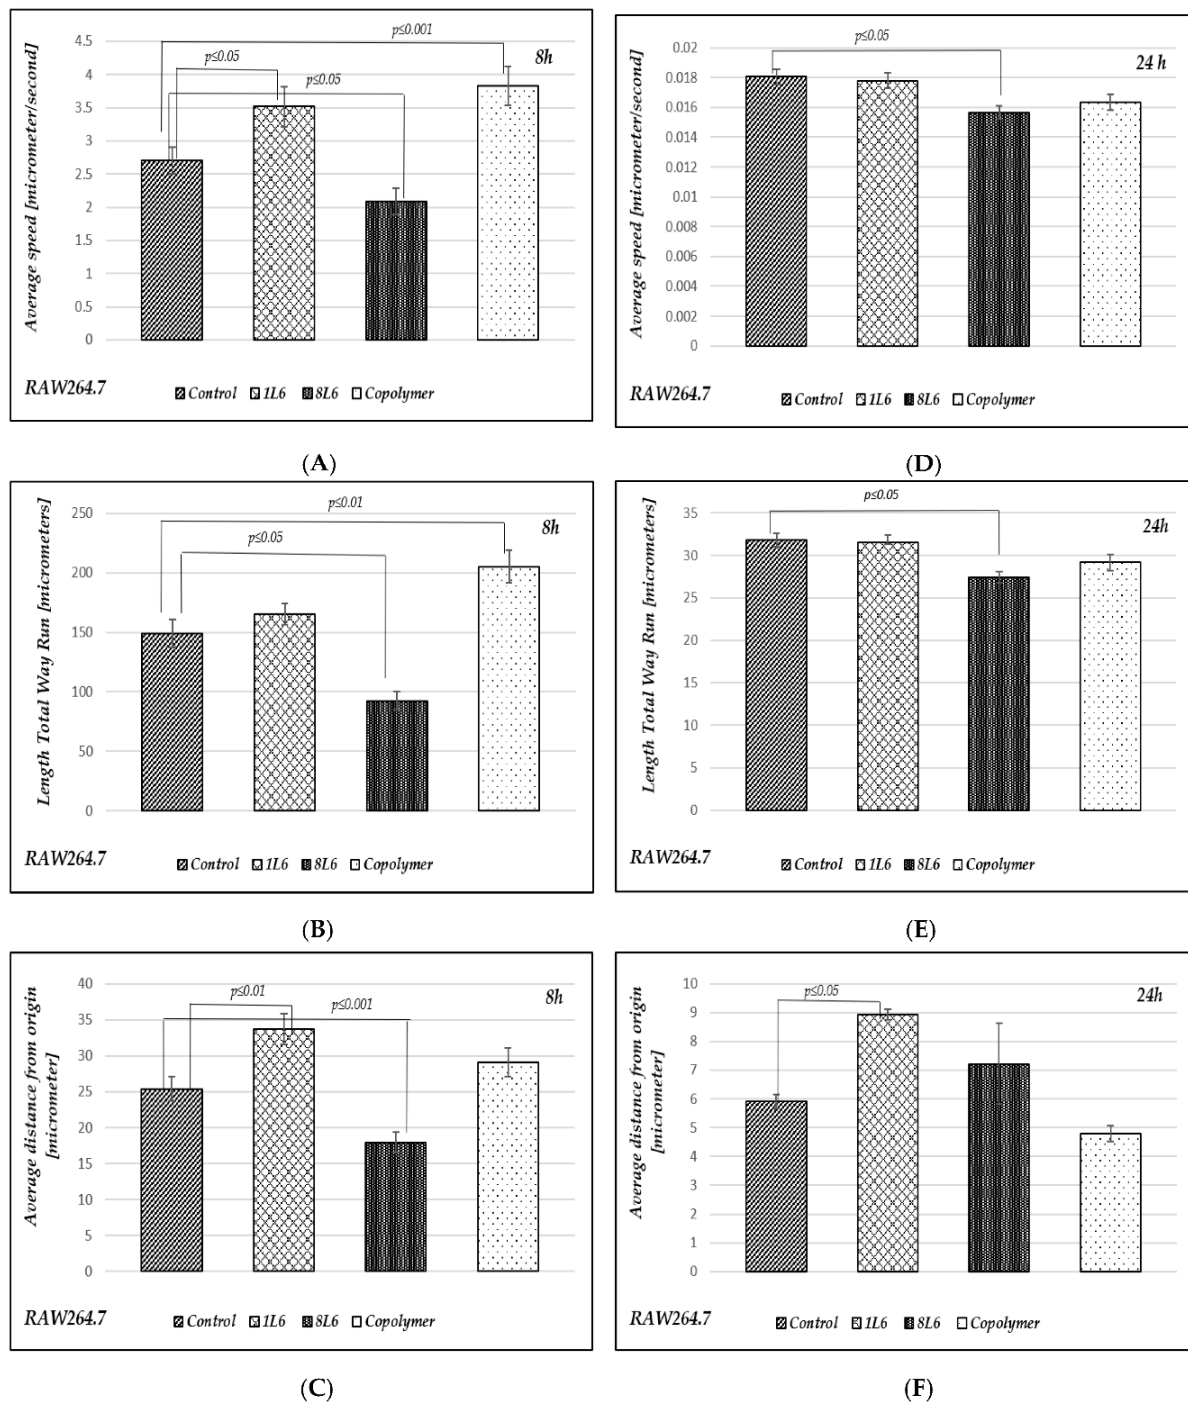 p≤0.001
8h
p≤0.05
p≤0.05
Average speed [micrometer/second]
4.5
4
3.5
3
2.5
2
1.5
1
0.5
0
RAW264.7
Control 1L6 8L6 Copolymer
(A)
p≤0.05
24 h
Average speed [micrometer/second]
0.02
0.018
0.016
0.014
0.012
0.01
0.008
0.006
0.004
0.002
0
RAW264.7
Control 1L6 8L6 Copolymer
(D)
p≤0.01
8h
p≤0.05
Length Total Way Run [micrometers]
250
200
150
100
50
0
RAW264.7
Control 1L6 8L6 Copolymer
(B)
p≤0.05
24h
Length Total Way Run [micrometers]
35
30
25
20
15
10
5
0
RAW264.7
Control 1L6 8L6 Copolymer
(E)
p≤0.01
8h
p≤0.001
Average distance from origin
[micrometer]
40
35
30
25
20
15
10
5
0
RAW264.7
Control 1L6 8L6 Copolymer
(C)
p≤0.05
24h
Average distance from origin
[micrometer]
10
9
8
7
6
5
4
3
2
1
0
RAW264.7
Control 1L6 8L6 Copolymer
(F)